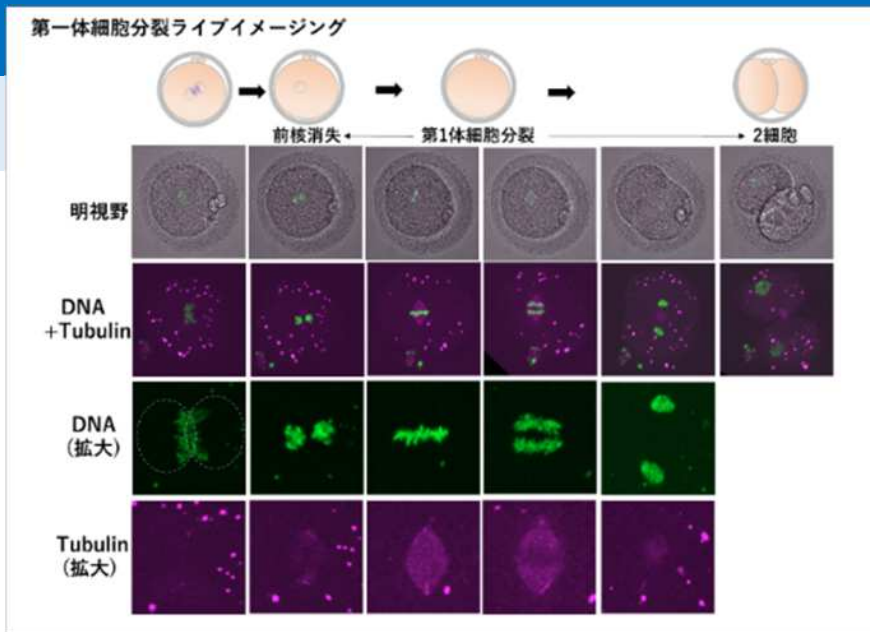 第一体細胞分裂ライブイメージング
前核消失
第1体細胞分裂
2細胞
明視野
DNA
+Tubulin
DNA
(拡大)
Tubulin
(拡大)